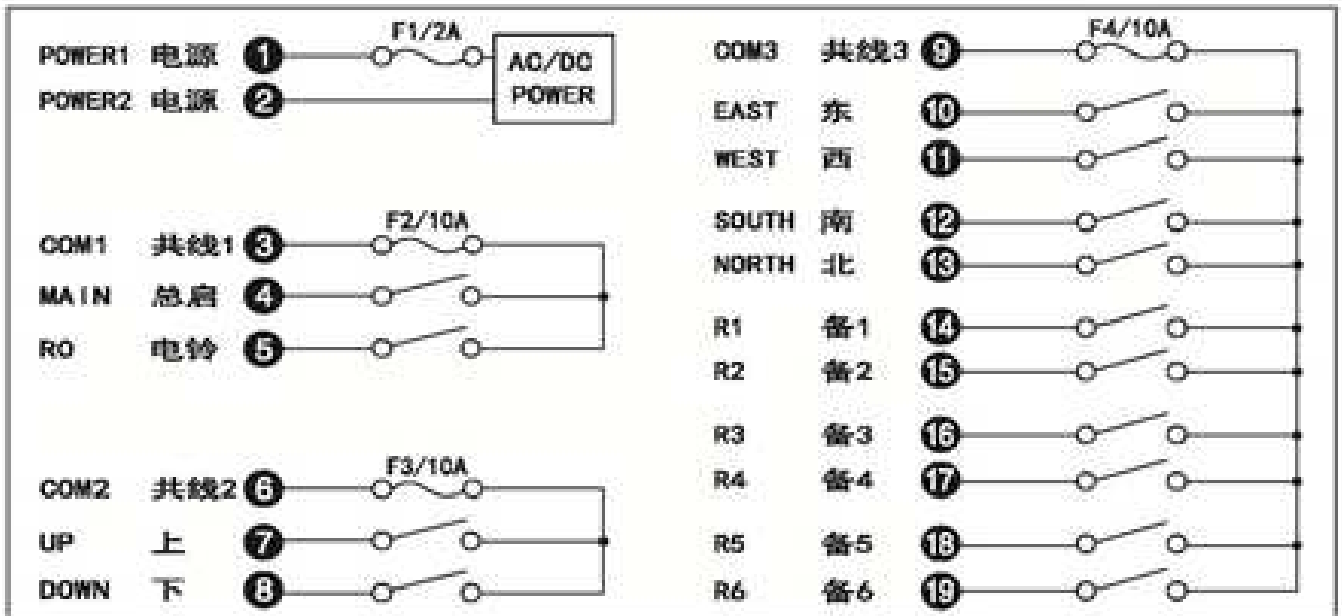 F1/2A
POWER1 电源 1
AC/DC
POWER
POWER2 电源 2
F2/10A
COM1 共线1 3
MAIN 总启 4
RO 电铃 5
F3/10A
COM2 共线2 6
UP 上 7
DOWN 下 8
F4/10A
COM3 共线3 9
EAST 东 10
WEST 西 11
SOUTH 南 12
NORTH 北 13
R1 备1 14
R2 备2 15
R3 备3 16
R4 备4 17
R5 备5 18
R6 备6 19